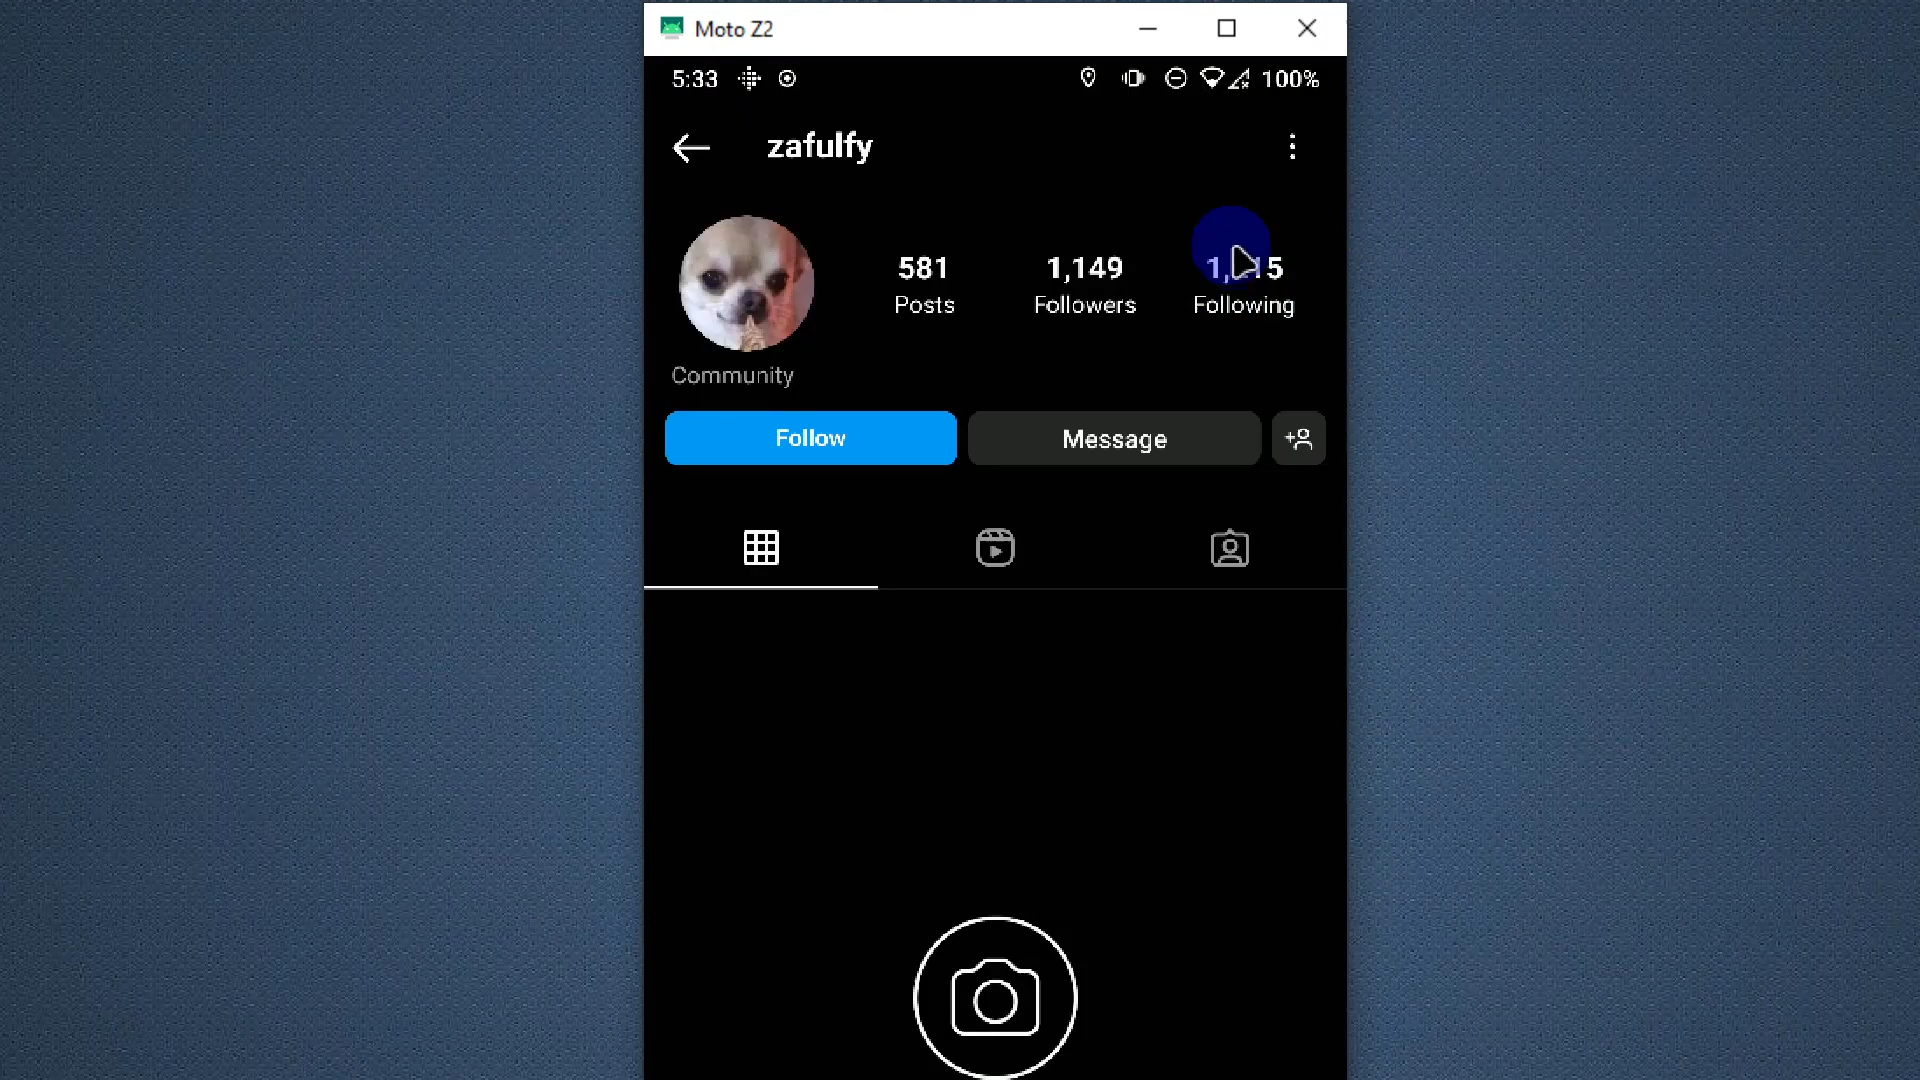 Moto Z2
5:33 100%
zafulfy
581 1,149
Posts Followers Following
Community
Follow Message